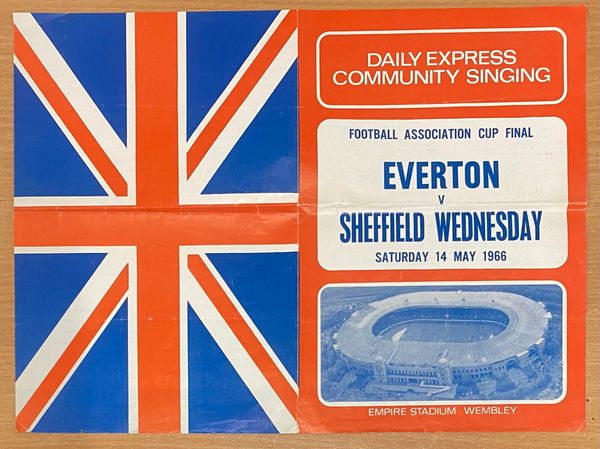 DAILY EXPRESS
COMMUNITY SINGING
FOOTBALL ASSOCIATION CUP FINAL
EVERTON
V
SHEFFIELD WEDNESDAY
SATURDAY 14 MAY 1966
EMPIRE STADIUM WEMBLEY